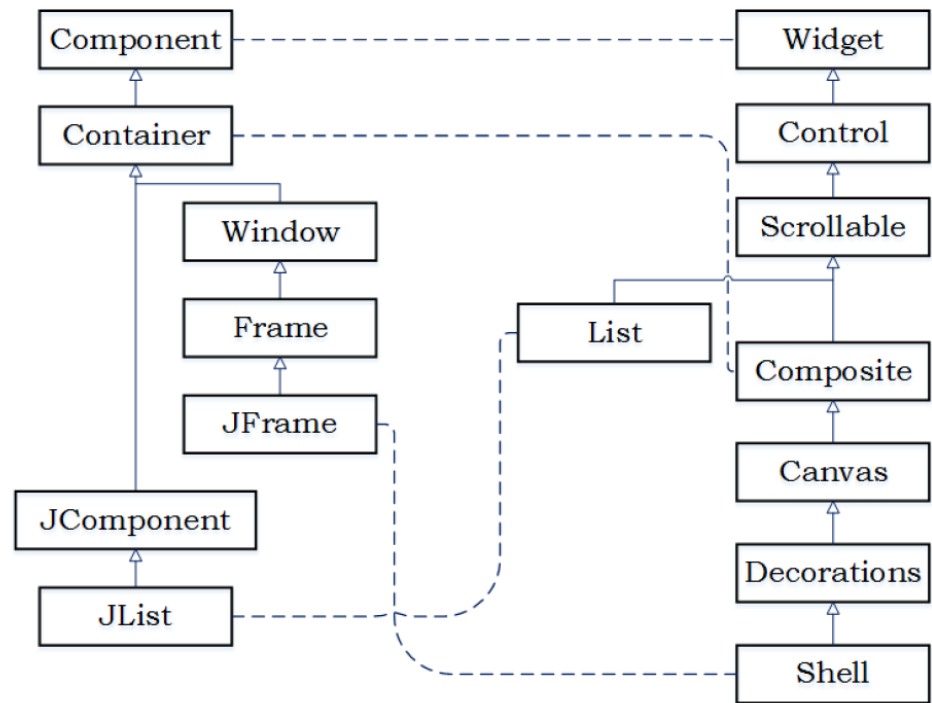 Component
Widget
Container
Control
Window
Scrollable
Frame
List
Composite
JFrame
Canvas
JComponent
Decorations
JList
Shell